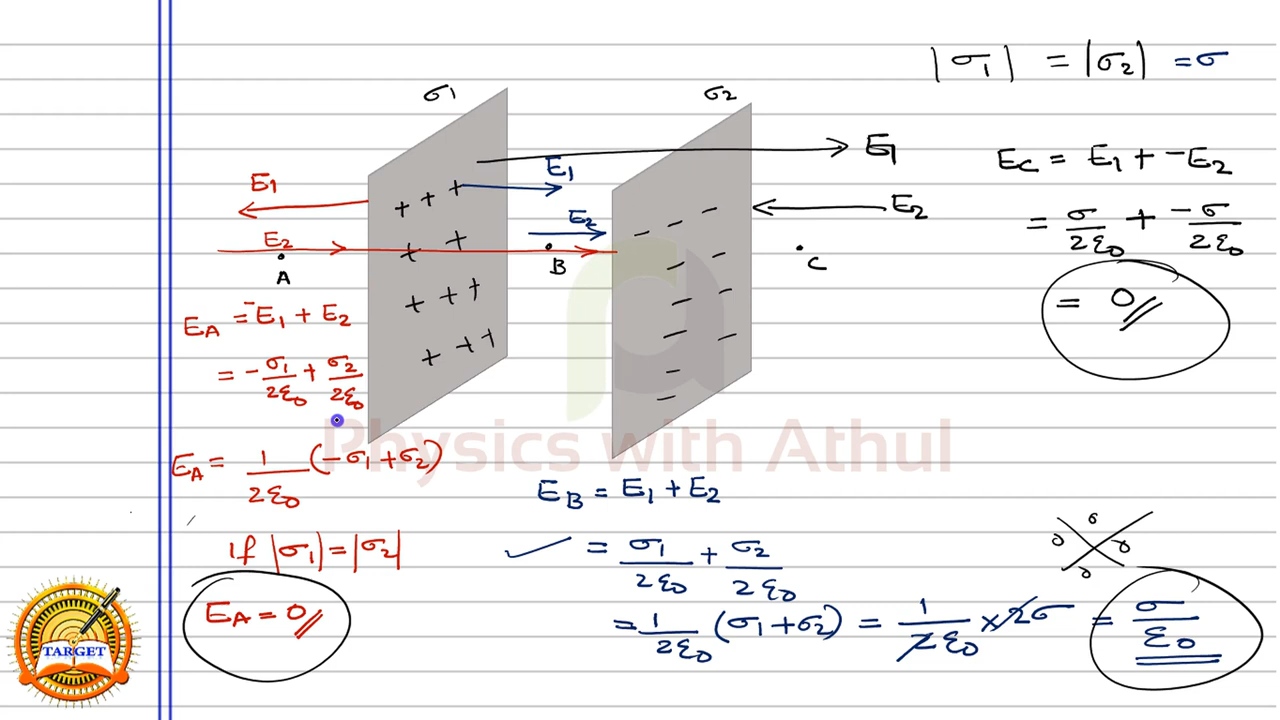 |σ1| = |σ2| = σ
σ1
σ2
E1
E1
E1
E2
E2
E2
A
B
C
+ + +
+ +
+ + +
+ + +
- - -
- -
- -
- -
-
-
EC = E1 + -E2
= σ/2ε0 + -σ/2ε0
= 0
EA = -E1 + E2
= -σ1/2ε0 + σ2/2ε0
EA = 1/2ε0 (-σ1 + σ2)
if |σ1| = |σ2|
EA = 0
EB = E1 + E2
= σ1/2ε0 + σ2/2ε0
= 1/2ε0 (σ1 + σ2) = 1/2ε0 × 2σ = σ/ε0
Physics with Athul
TARGET